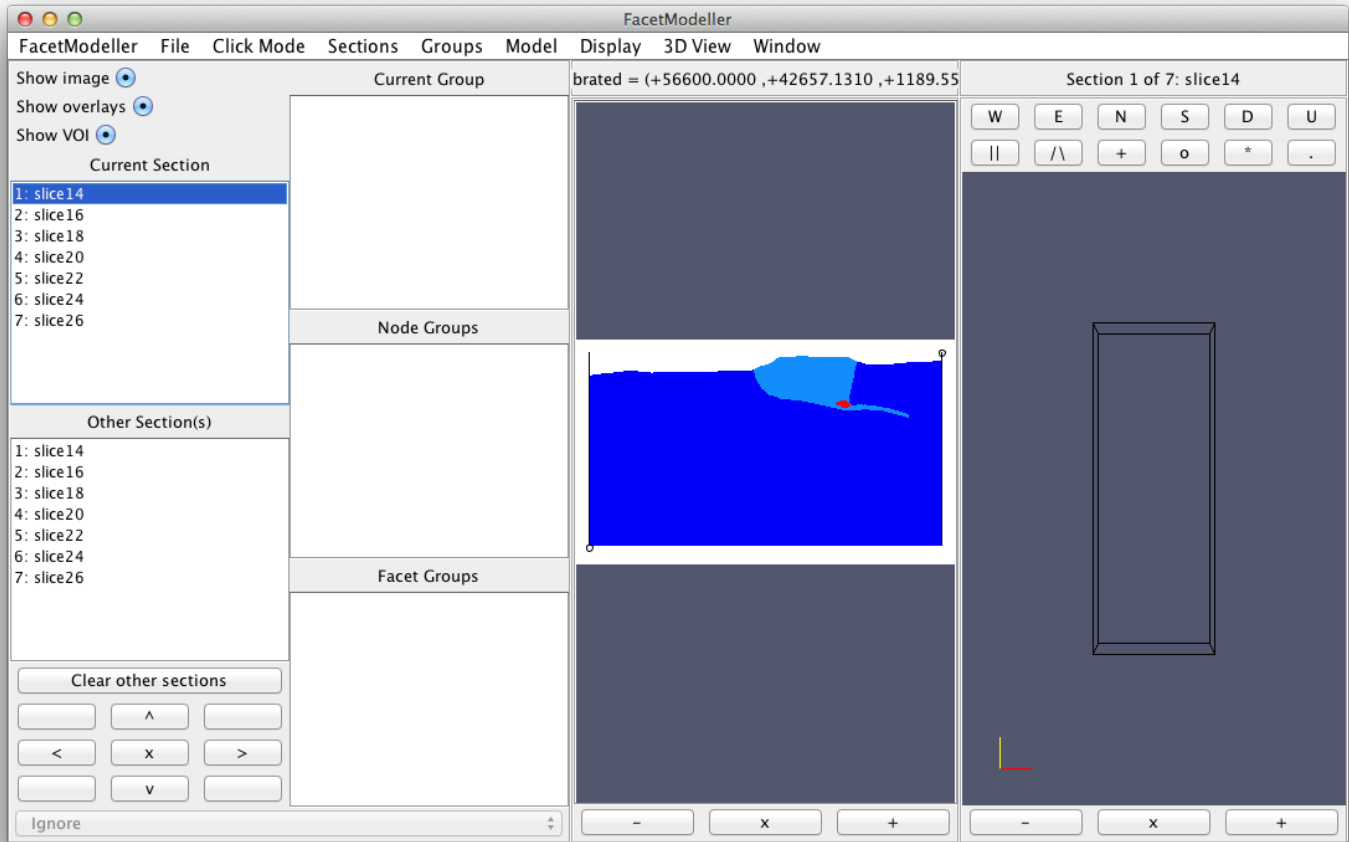 FacetModeller
FacetModeller File Click Mode Sections Groups Model Display 3D View Window
Show image
Show overlays
Show VOI
Current Section
1: slice14
2: slice16
3: slice18
4: slice20
5: slice22
6: slice24
7: slice26
Other Section(s)
1: slice14
2: slice16
3: slice18
4: slice20
5: slice22
6: slice24
7: slice26
Clear other sections
^
< x >
v
Ignore
Current Group
Node Groups
Facet Groups
brated = (+56600.0000 ,+42657.1310 ,+1189.55
- x +
Section 1 of 7: slice14
W E N S D U
|| /\ + o * .
- x +